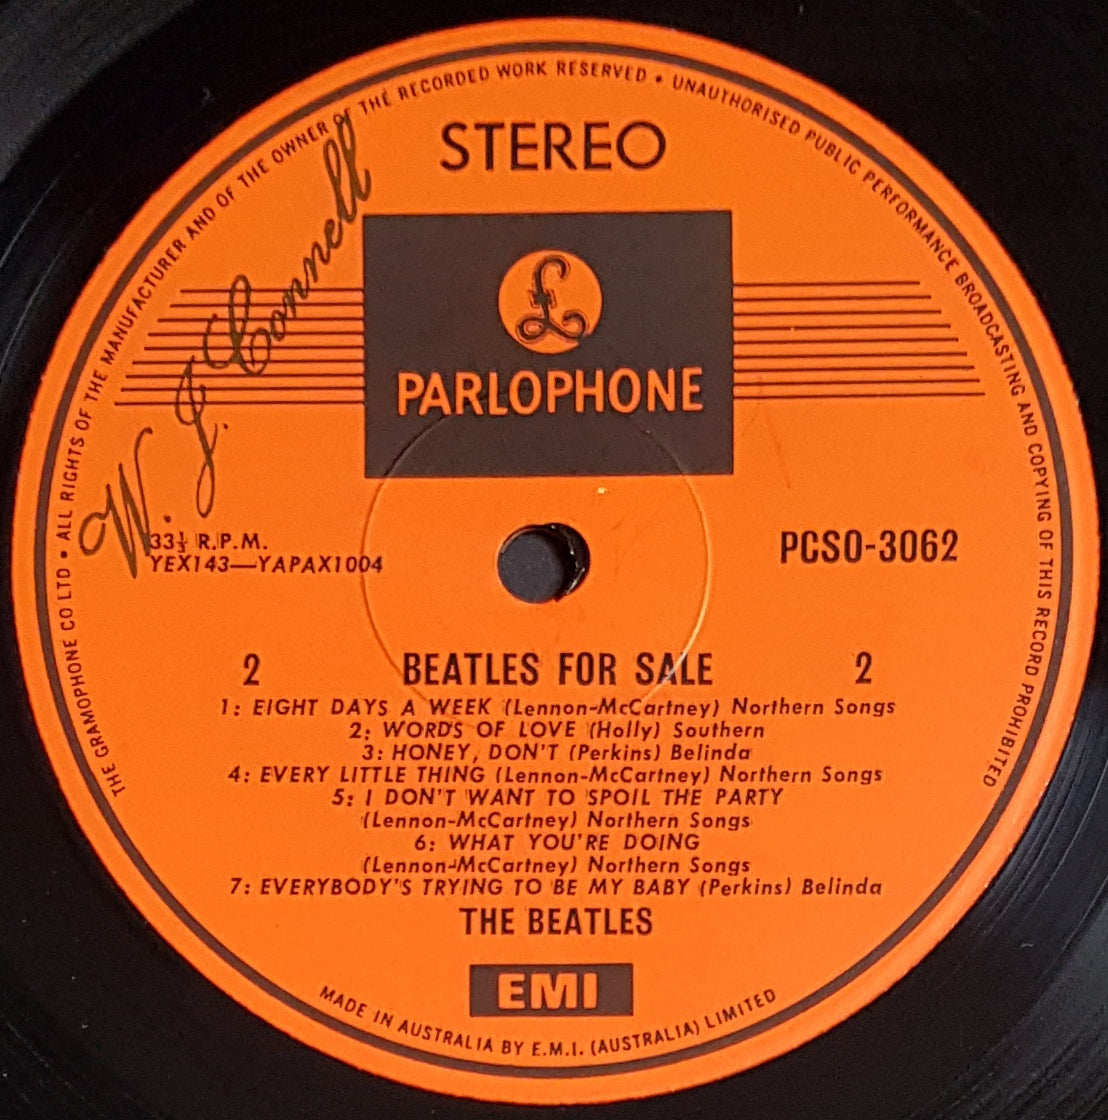 THE GRAMOPHONE CO LTD • ALL RIGHTS OF THE MANUFACTURER AND OF THE OWNER OF THE RECORDED WORK RESERVED • UNAUTHORISED PUBLIC PERFORMANCE BROADCASTING AND COPYING OF THIS RECORD PROHIBITED
STEREO
W. J. Connell
£
PARLOPHONE
33⅓ R.P.M.
YEX143—YAPAX1004
PCSO-3062
2 BEATLES FOR SALE 2
1: EIGHT DAYS A WEEK (Lennon-McCartney) Northern Songs
2: WORDS OF LOVE (Holly) Southern
3: HONEY, DON'T (Perkins) Belinda
4: EVERY LITTLE THING (Lennon-McCartney) Northern Songs
5: I DON'T WANT TO SPOIL THE PARTY
(Lennon-McCartney) Northern Songs
6: WHAT YOU'RE DOING
(Lennon-McCartney) Northern Songs
7: EVERYBODY'S TRYING TO BE MY BABY (Perkins) Belinda
THE BEATLES
EMI
MADE IN AUSTRALIA BY E.M.I. (AUSTRALIA) LIMITED